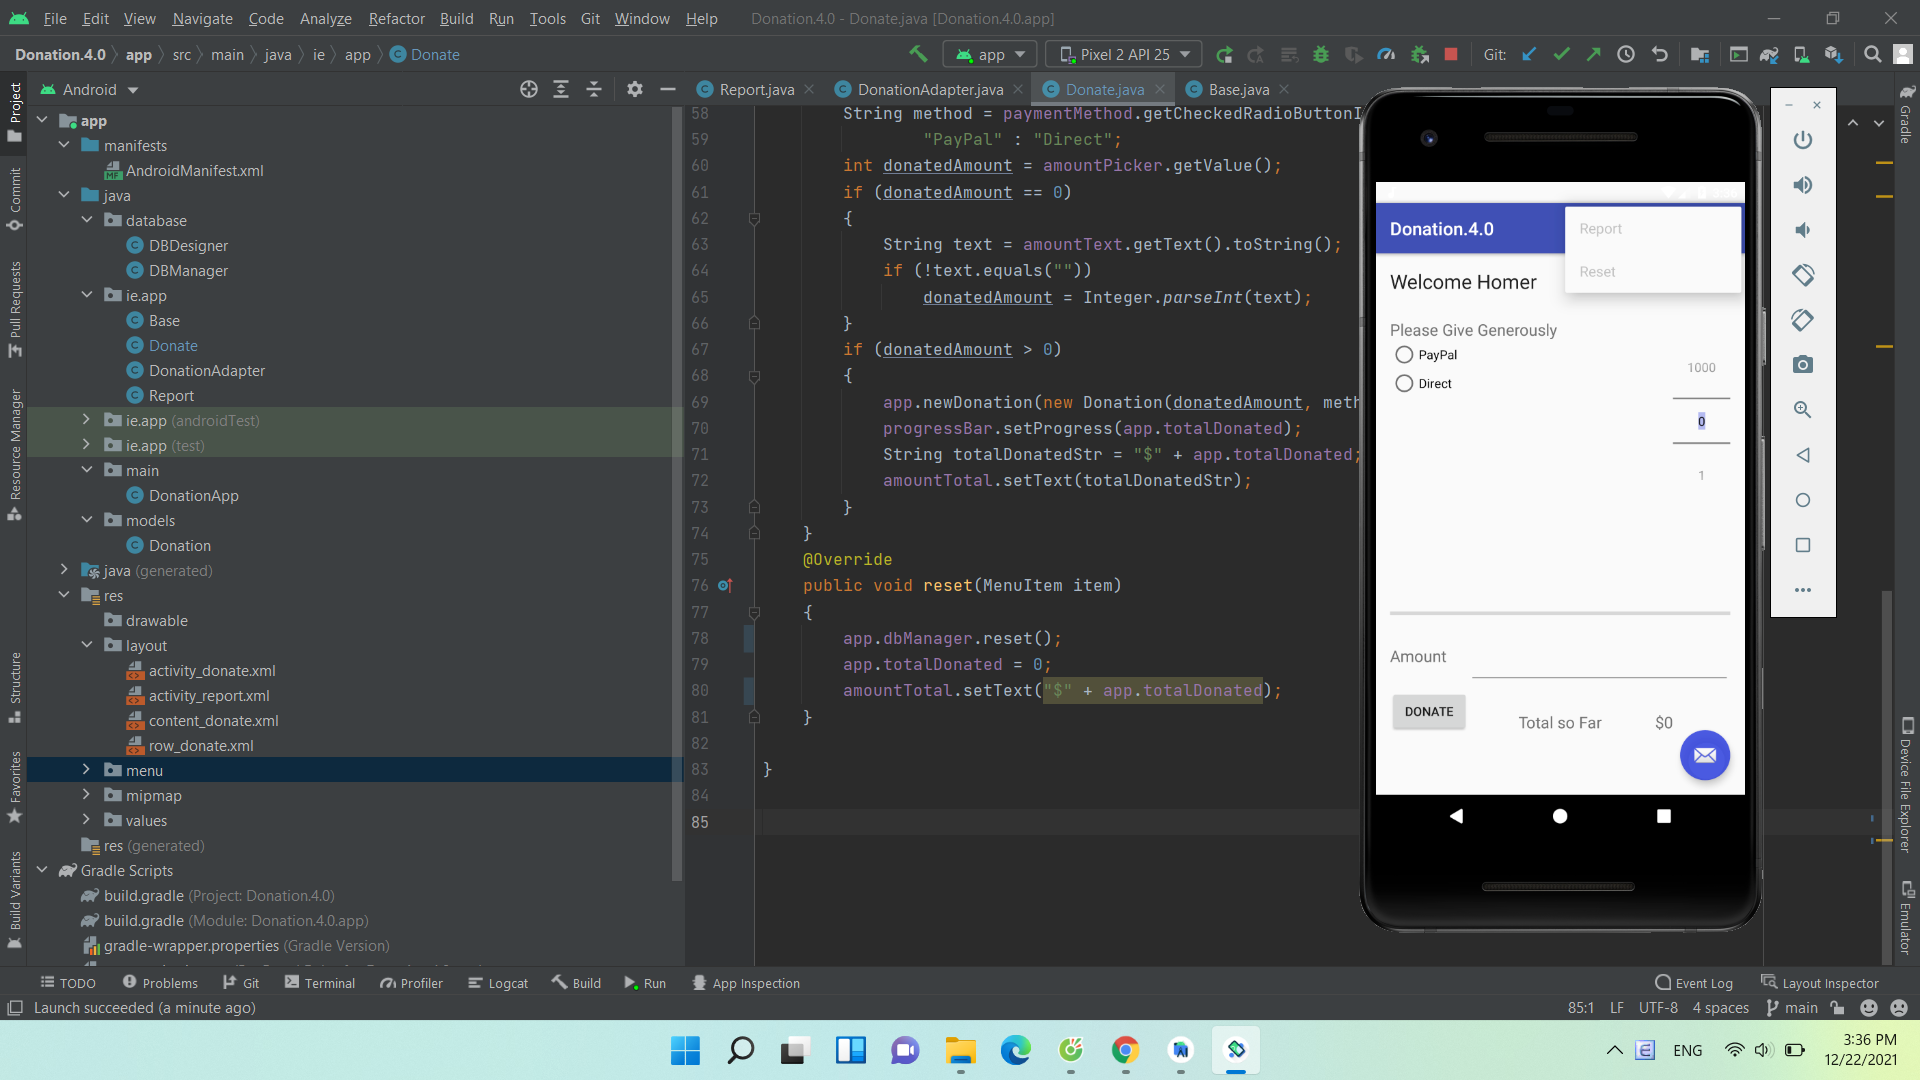 File Edit View Navigate Code Analyze Refactor Build Run Tools Git Window Help Donation.4.0 - Donate.java [Donation.4.0.app]
Donation.4.0 app src main java ie app Donate
app Pixel 2 API 25 Git:
Android
Report.java DonationAdapter.java Donate.java Base.java
Project
Commit
Pull Requests
Resource Manager
Structure
Favorites
Build Variants
app
manifests
AndroidManifest.xml
java
database
DBDesigner
DBManager
ie.app
Base
Donate
DonationAdapter
Report
ie.app (androidTest)
ie.app (test)
main
DonationApp
models
Donation
java (generated)
res
drawable
layout
activity_donate.xml
activity_report.xml
content_donate.xml
row_donate.xml
menu
mipmap
values
res (generated)
Gradle Scripts
build.gradle (Project: Donation.4.0)
build.gradle (Module: Donation.4.0.app)
gradle-wrapper.properties (Gradle Version)
58 String method = paymentMethod.getCheckedRadioButtonI
59 "PayPal" : "Direct";
60 int donatedAmount = amountPicker.getValue();
61 if (donatedAmount == 0)
62 {
63 String text = amountText.getText().toString();
64 if (!text.equals(""))
65 donatedAmount = Integer.parseInt(text);
66 }
67 if (donatedAmount > 0)
68 {
69 app.newDonation(new Donation(donatedAmount, meth
70 progressBar.setProgress(app.totalDonated);
71 String totalDonatedStr = "$" + app.totalDonated;
72 amountTotal.setText(totalDonatedStr);
73 }
74 }
75 @Override
76 public void reset(MenuItem item)
77 {
78 app.dbManager.reset();
79 app.totalDonated = 0;
80 amountTotal.setText("$" + app.totalDonated);
81 }
82
83 }
84
85
Donation.4.0
Report
Reset
Welcome Homer
Please Give Generously
PayPal
Direct
1000
0
1
Amount
DONATE Total so Far $0
Gradle
Device File Explorer
Emulator
TODO Problems Git Terminal Profiler Logcat Build Run App Inspection Event Log Layout Inspector
Launch succeeded (a minute ago) 85:1 LF UTF-8 4 spaces main
ENG 3:36 PM
12/22/2021